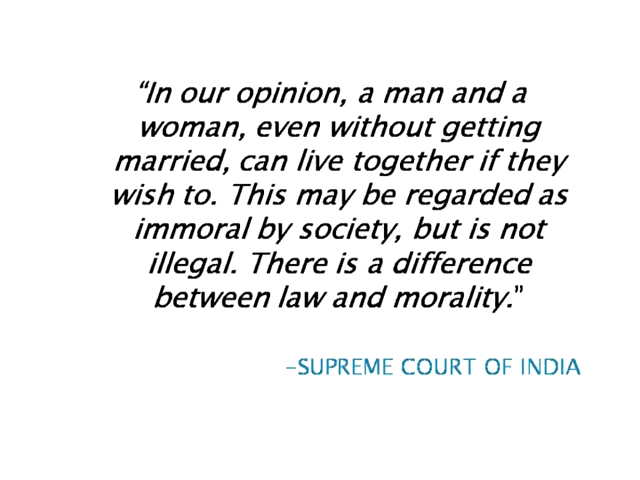 “In our opinion, a man and a
woman, even without getting
married, can live together if they
wish to. This may be regarded as
immoral by society, but is not
illegal. There is a difference
between law and morality.”
–SUPREME COURT OF INDIA